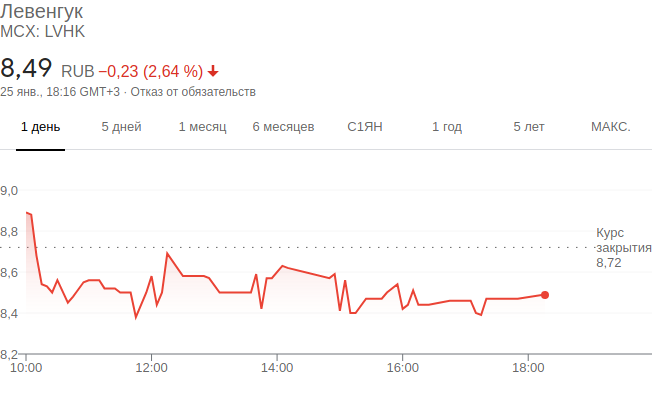 Левенгук
MCX: LVHK
8,49 RUB −0,23 (2,64 %)
25 янв., 18:16 GMT+3 · Отказ от обязательств
1 день 5 дней 1 месяц 6 месяцев С1ЯН 1 год 5 лет МАКС.
9,0
8,8
Курс
закрытия
8,72
8,6
8,4
8,2
10:00 12:00 14:00 16:00 18:00